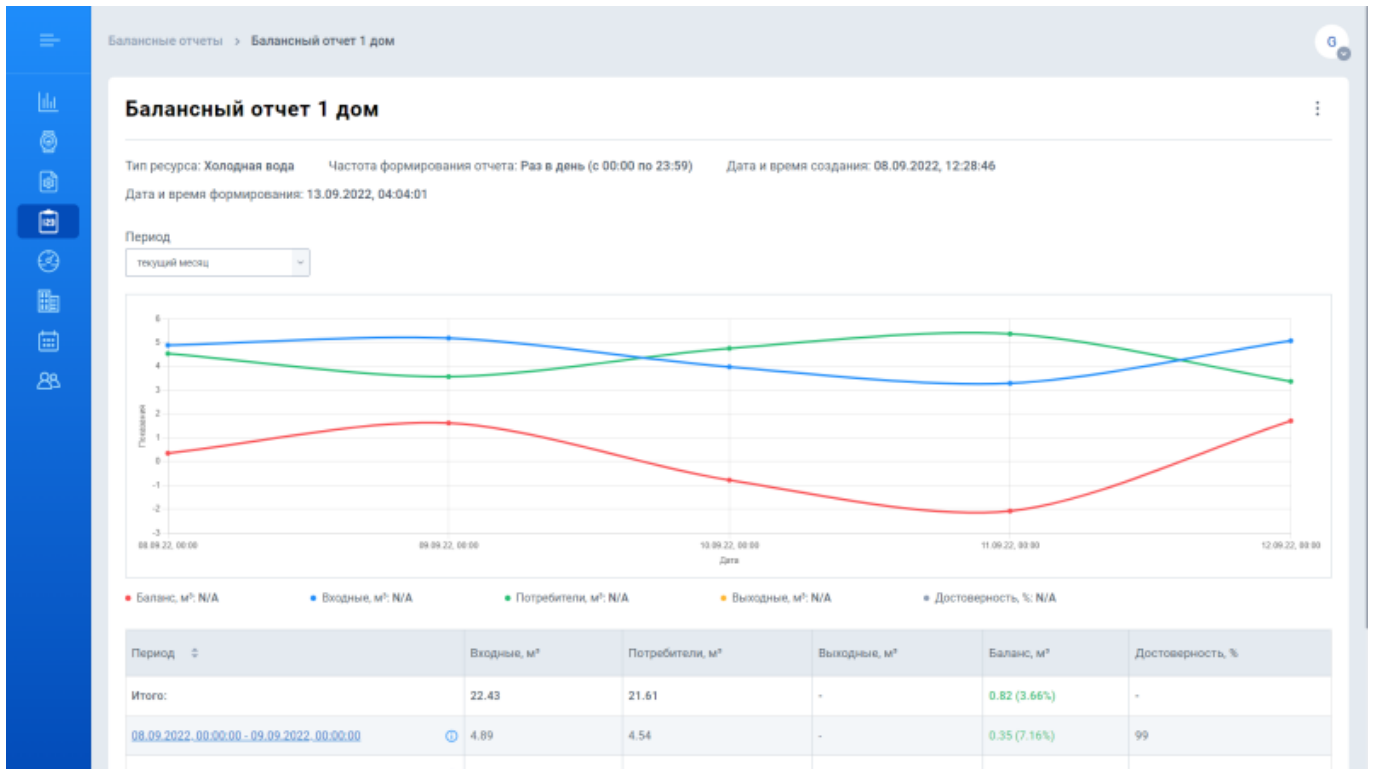 Балансные отчеты > Балансный отчет 1 дом
G
Балансный отчет 1 дом
Тип ресурса: Холодная вода Частота формирования отчета: Раз в день (с 00:00 по 23:59) Дата и время создания: 08.09.2022, 12:28:46
Дата и время формирования: 13.09.2022, 04:04:01
Период
текущий месяц
6
5
4
3
2
1
0
-1
-2
-3
Показания
08.09.22, 00:00 09.09.22, 00:00 10.09.22, 00:00 11.09.22, 00:00 12.09.22, 00:00
Дата
Баланс, м³: N/A Входные, м³: N/A Потребители, м³: N/A Выходные, м³: N/A Достоверность, %: N/A
Период Входные, м³ Потребители, м³ Выходные, м³ Баланс, м³ Достоверность, %
Итого: 22.43 21.61 - 0.82 (3.66%) -
08.09.2022, 00:00:00 - 09.09.2022, 00:00:00 4.89 4.54 - 0.35 (7.16%) 99